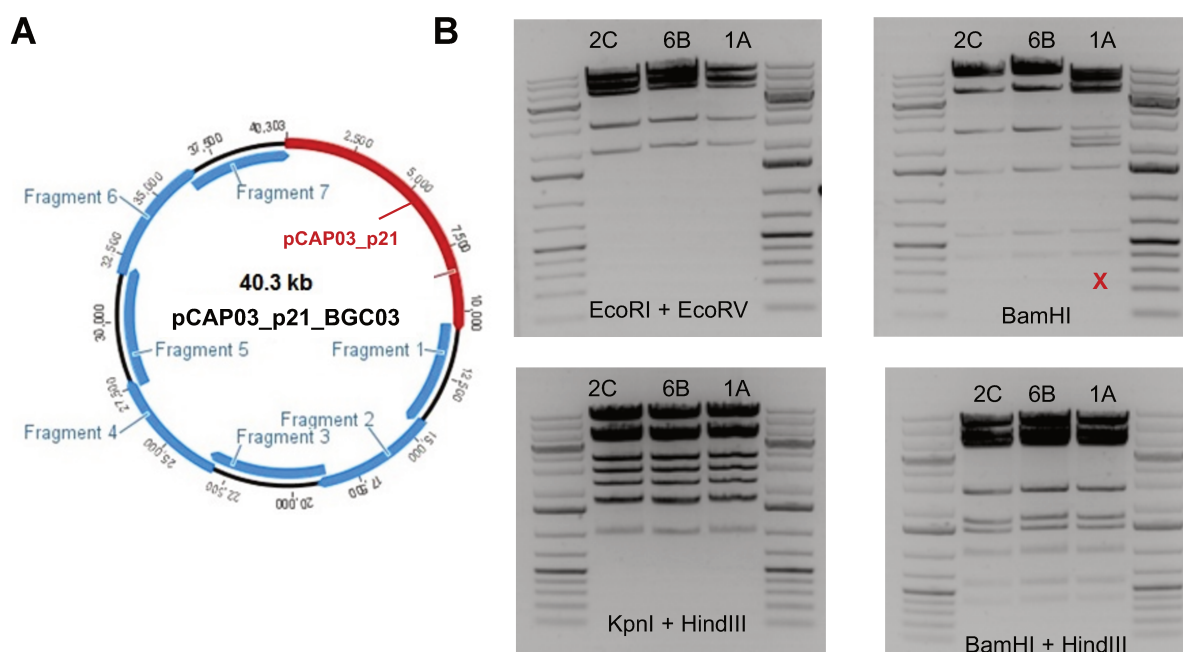 A
B
40,303
2,500
5,000
7,500
10,000
12,500
15,000
17,500
20,000
22,500
25,000
27,500
30,000
32,500
35,000
37,500
Fragment 6
Fragment 7
pCAP03_p21
40.3 kb
pCAP03_p21_BGC03
Fragment 5
Fragment 1
Fragment 2
Fragment 3
Fragment 4
2C 6B 1A
EcoRI + EcoRV
2C 6B 1A
X
BamHI
2C 6B 1A
KpnI + HindIII
2C 6B 1A
BamHI + HindIII